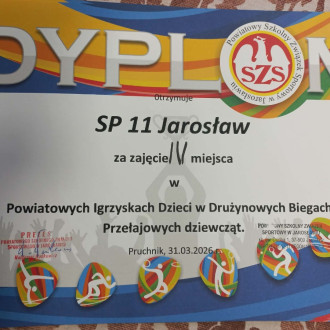 DYPLOM
Powiatowy Szkolny Związek Sportowy w Jarosławiu
SZS
Otrzymuje
SP 11 Jarosław
za zajęcie IV miejsca
w
Powiatowych Igrzyskach Dzieci w Drużynowych Biegach
Przełajowych dziewcząt.
Pruchnik, 31.03.2026 r.